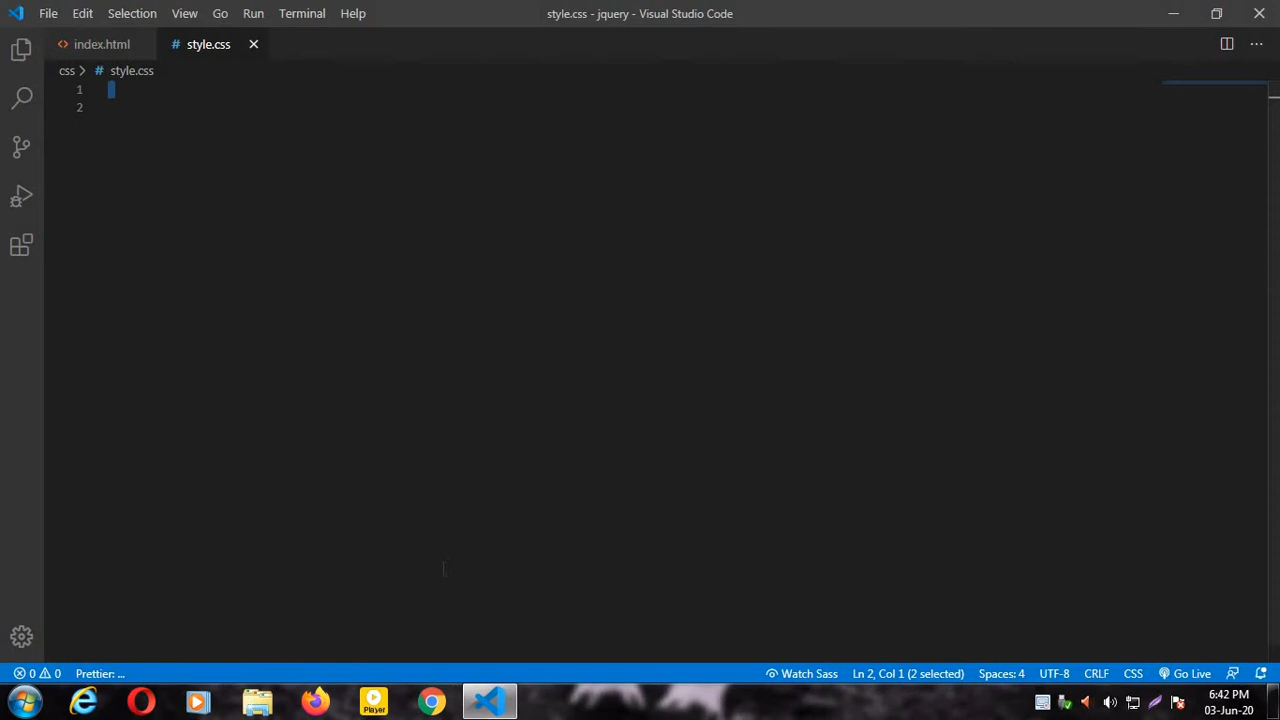 File Edit Selection View Go Run Terminal Help style.css - jquery - Visual Studio Code
index.html style.css
css style.css
1
2
0 0 Prettier: ... Watch Sass Ln 2, Col 1 (2 selected) Spaces: 4 UTF-8 CRLF CSS Go Live
Player
6:42 PM
03-Jun-20